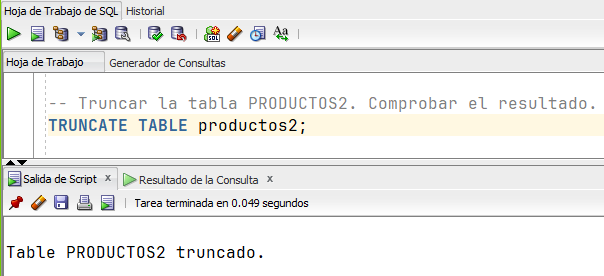 Hoja de Trabajo de SQL Historial
SQL
Aa
Hoja de Trabajo Generador de Consultas
-- Truncar la tabla PRODUCTOS2. Comprobar el resultado.
TRUNCATE TABLE productos2;
Salida de Script x Resultado de la Consulta x
Tarea terminada en 0.049 segundos
Table PRODUCTOS2 truncado.